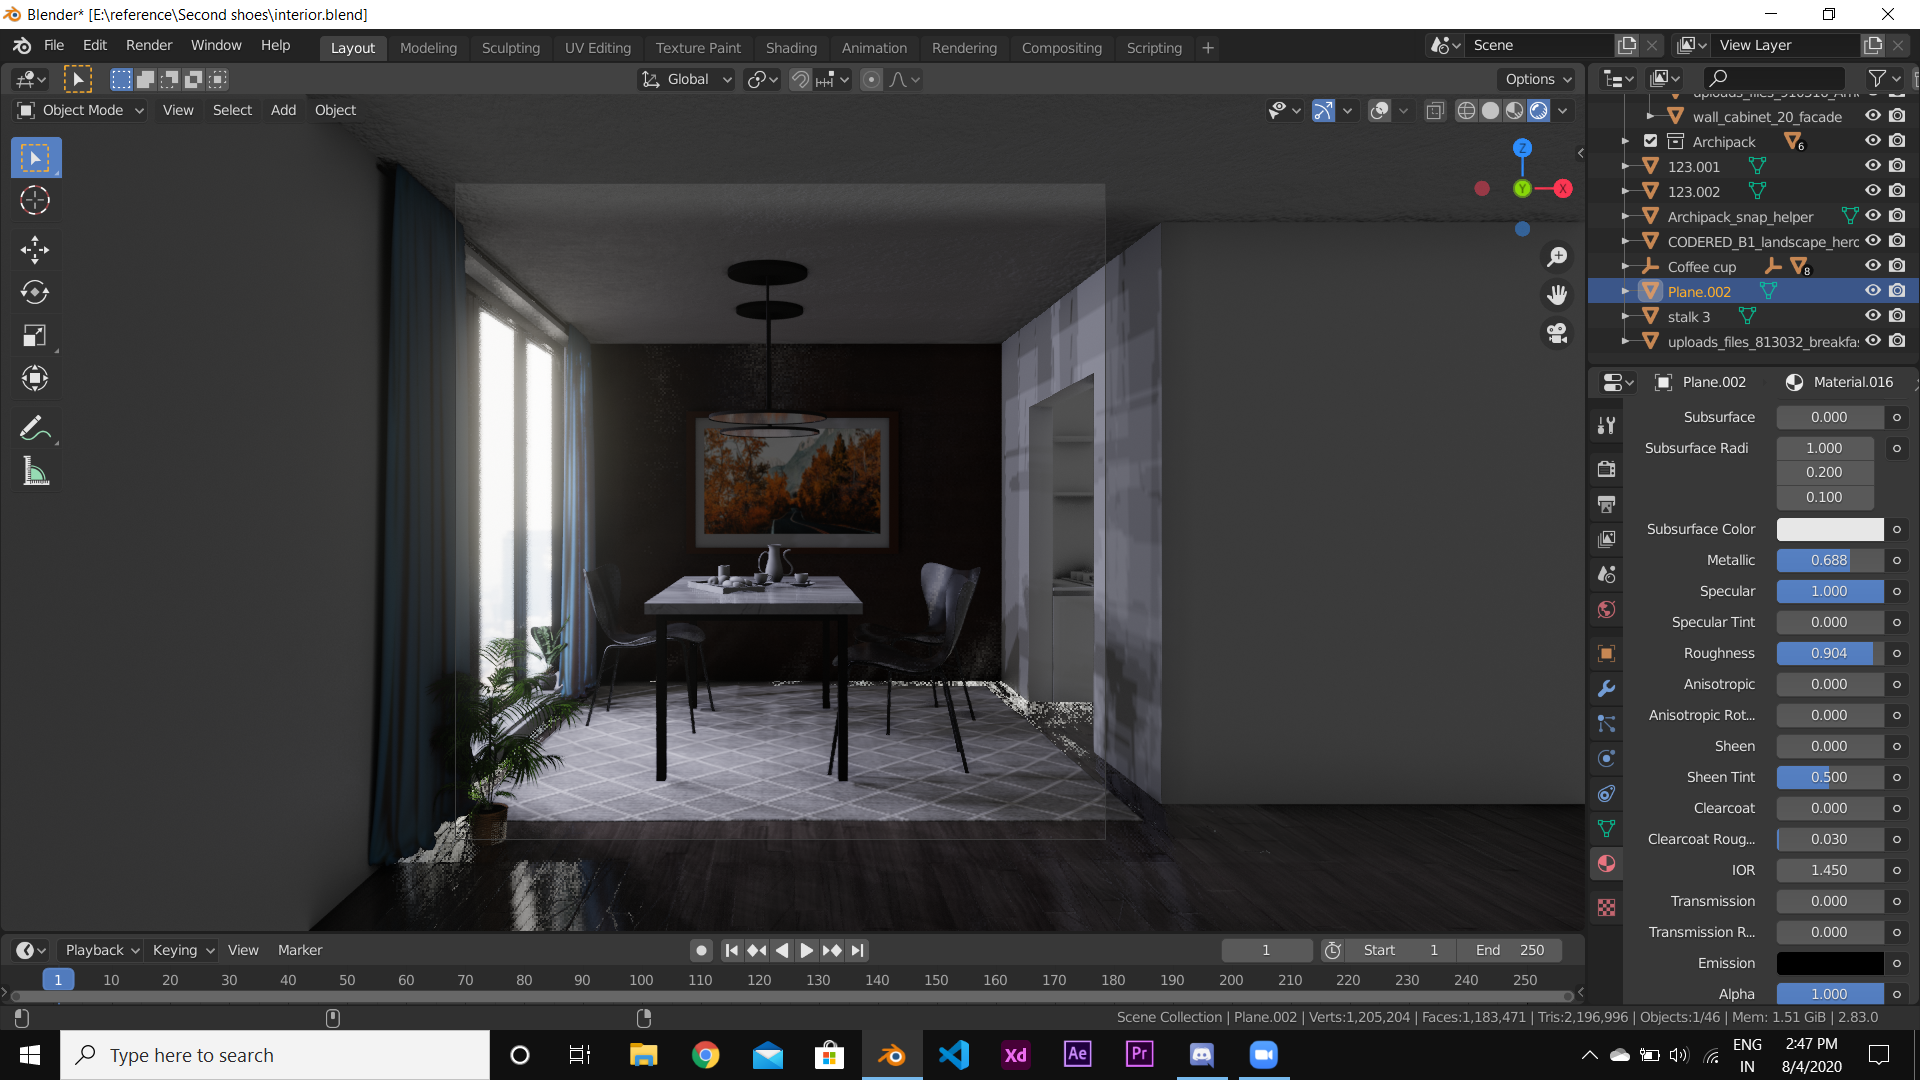 Blender* [E:\reference\Second shoes\interior.blend]
File Edit Render Window Help
Layout Modeling Sculpting UV Editing Texture Paint Shading Animation Rendering Compositing Scripting +
Scene
View Layer
Global
Options
Object Mode View Select Add Object
wall_cabinet_20_facade
Archipack 6
123.001
123.002
Archipack_snap_helper
CODERED_B1_landscape_herc
Coffee cup 8
Plane.002
stalk 3
uploads_files_813032_breakfa
Z
Y
X
Plane.002 Material.016
Subsurface 0.000
Subsurface Radi 1.000
0.200
0.100
Subsurface Color
Metallic 0.688
Specular 1.000
Specular Tint 0.000
Roughness 0.904
Anisotropic 0.000
Anisotropic Rot... 0.000
Sheen 0.000
Sheen Tint 0.500
Clearcoat 0.000
Clearcoat Roug... 0.030
IOR 1.450
Transmission 0.000
Transmission R... 0.000
Emission
Alpha 1.000
Playback Keying View Marker
1
Start 1
End 250
1 10 20 30 40 50 60 70 80 90 100 110 120 130 140 150 160 170 180 190 200 210 220 230 240 250
Scene Collection | Plane.002 | Verts:1,205,204 | Faces:1,183,471 | Tris:2,196,996 | Objects:1/46 | Mem: 1.51 GiB | 2.83.0
Type here to search
Xd
Ae
Pr
ENG
IN
2:47 PM
8/4/2020